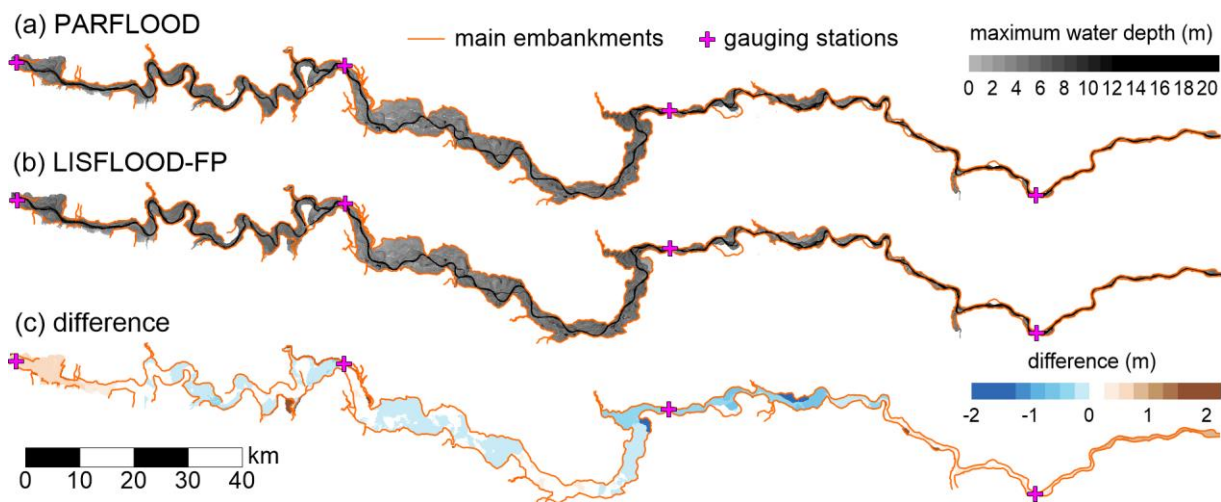 (a) PARFLOOD
main embankments
gauging stations
maximum water depth (m)
0 2 4 6 8 10 12 14 16 18 20
(b) LISFLOOD-FP
(c) difference
difference (m)
-2 -1 0 1 2
km
0 10 20 30 40